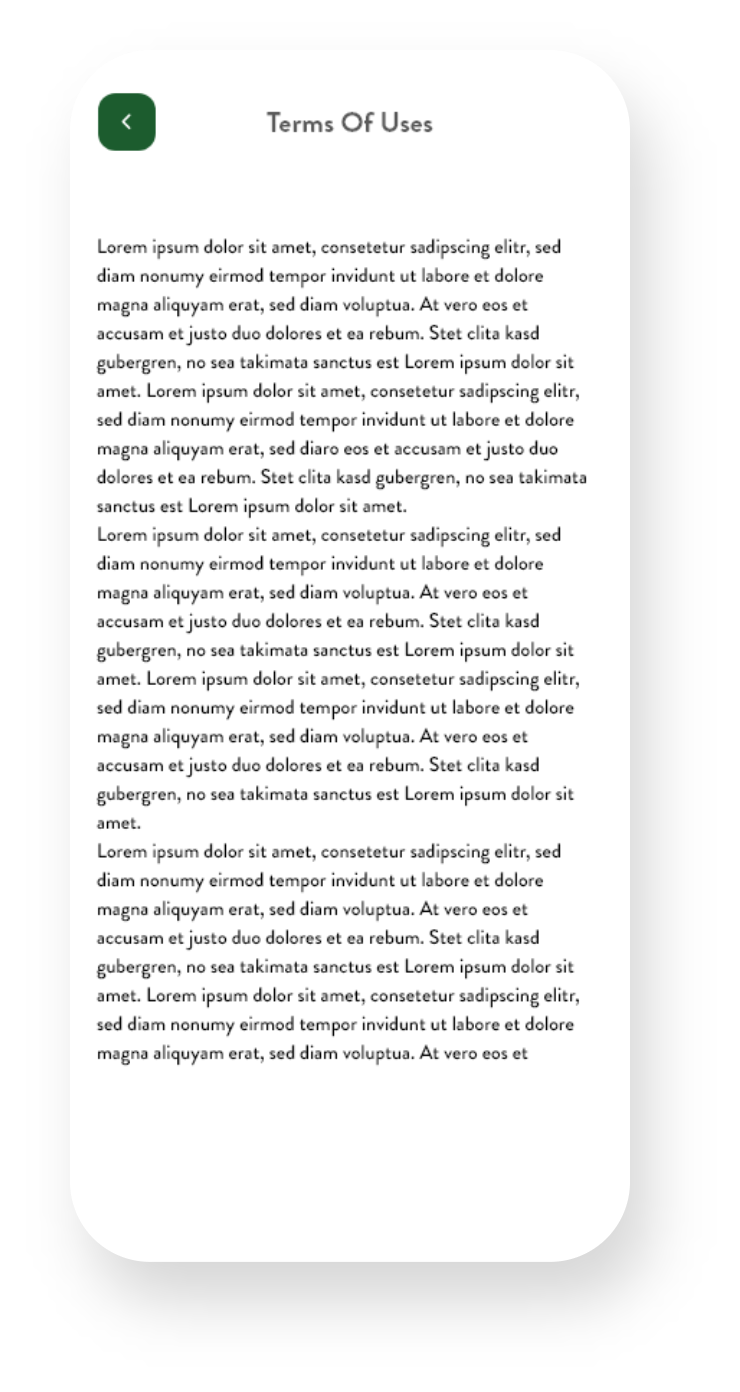 Terms Of Uses
Lorem ipsum dolor sit amet, consetetur sadipscing elitr, sed
diam nonumy eirmod tempor invidunt ut labore et dolore
magna aliquyam erat, sed diam voluptua. At vero eos et
accusam et justo duo dolores et ea rebum. Stet clita kasd
gubergren, no sea takimata sanctus est Lorem ipsum dolor sit
amet. Lorem ipsum dolor sit amet, consetetur sadipscing elitr,
sed diam nonumy eirmod tempor invidunt ut labore et dolore
magna aliquyam erat, sed diaro eos et accusam et justo duo
dolores et ea rebum. Stet clita kasd gubergren, no sea takimata
sanctus est Lorem ipsum dolor sit amet.
Lorem ipsum dolor sit amet, consetetur sadipscing elitr, sed
diam nonumy eirmod tempor invidunt ut labore et dolore
magna aliquyam erat, sed diam voluptua. At vero eos et
accusam et justo duo dolores et ea rebum. Stet clita kasd
gubergren, no sea takimata sanctus est Lorem ipsum dolor sit
amet. Lorem ipsum dolor sit amet, consetetur sadipscing elitr,
sed diam nonumy eirmod tempor invidunt ut labore et dolore
magna aliquyam erat, sed diam voluptua. At vero eos et
accusam et justo duo dolores et ea rebum. Stet clita kasd
gubergren, no sea takimata sanctus est Lorem ipsum dolor sit
amet.
Lorem ipsum dolor sit amet, consetetur sadipscing elitr, sed
diam nonumy eirmod tempor invidunt ut labore et dolore
magna aliquyam erat, sed diam voluptua. At vero eos et
accusam et justo duo dolores et ea rebum. Stet clita kasd
gubergren, no sea takimata sanctus est Lorem ipsum dolor sit
amet. Lorem ipsum dolor sit amet, consetetur sadipscing elitr,
sed diam nonumy eirmod tempor invidunt ut labore et dolore
magna aliquyam erat, sed diam voluptua. At vero eos et